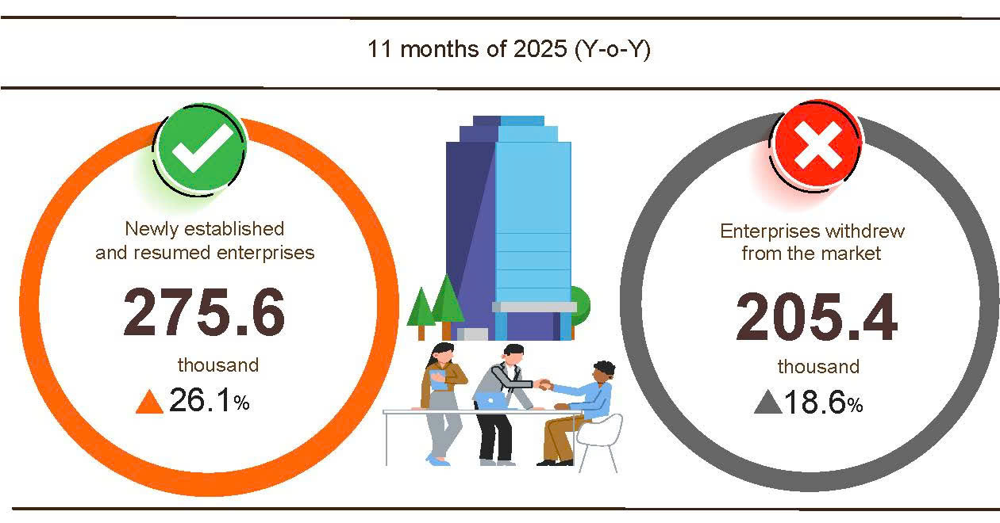 11 months of 2025 (Y-o-Y)
Newly established
and resumed enterprises
275.6
thousand
26.1%
Enterprises withdrew
from the market
205.4
thousand
18.6%